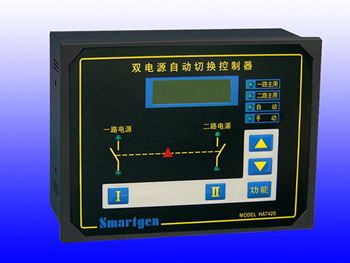 双电源自动切换控制器
一路主用
二路主用
自 动
手 动
一路电源
二路电源
I
II
功能
Smartgen
MODEL HAT420